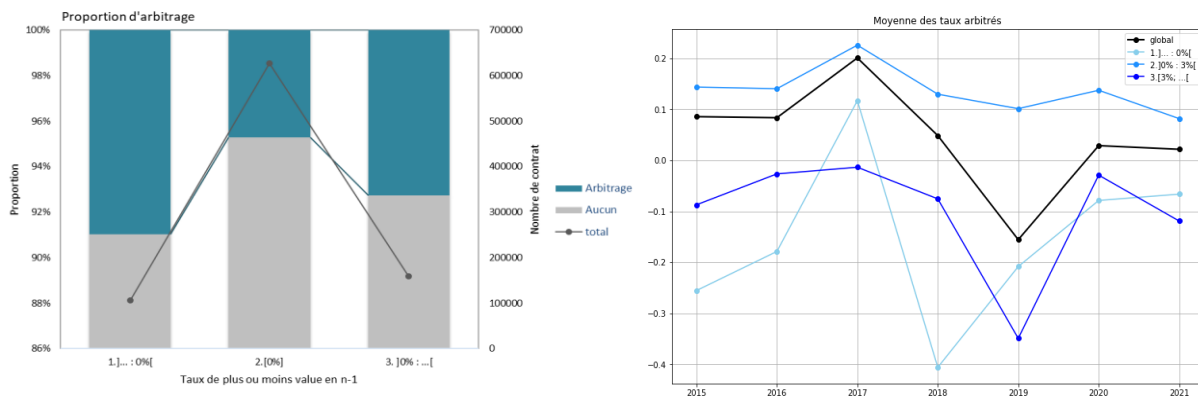 Proportion d'arbitrage
100%
98%
96%
94%
92%
90%
88%
86%
Proportion
700000
600000
500000
400000
300000
200000
100000
0
Nombre de contrat
1.]... : 0%[
2.[0%]
3. ]0% : ...[
Taux de plus ou moins value en n-1
Arbitrage
Aucun
total
Moyenne des taux arbitrés
global
1.]... : 0%[
2.]0% : 3%[
3.[3%; ...[
0.2
0.1
0.0
−0.1
−0.2
−0.3
−0.4
2015
2016
2017
2018
2019
2020
2021